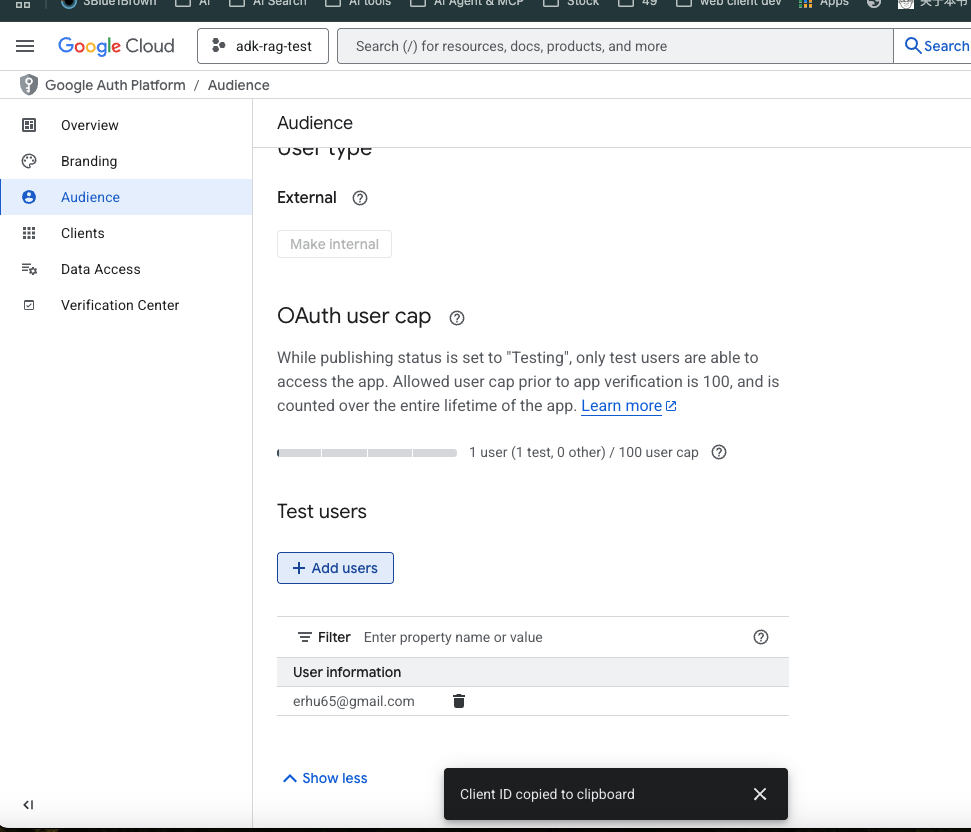 3Blue1Brown AI AI Search AI tools AI Agent & MCP Stock 49 web client dev Apps
Google Cloud adk-rag-test Search (/) for resources, docs, products, and more Search
Google Auth Platform / Audience
Overview
Branding
Audience
Clients
Data Access
Verification Center
Audience
User type
External
Make internal
OAuth user cap
While publishing status is set to "Testing", only test users are able to
access the app. Allowed user cap prior to app verification is 100, and is
counted over the entire lifetime of the app. Learn more
1 user (1 test, 0 other) / 100 user cap
Test users
+ Add users
Filter Enter property name or value
User information
erhu65@gmail.com
Show less
Client ID copied to clipboard